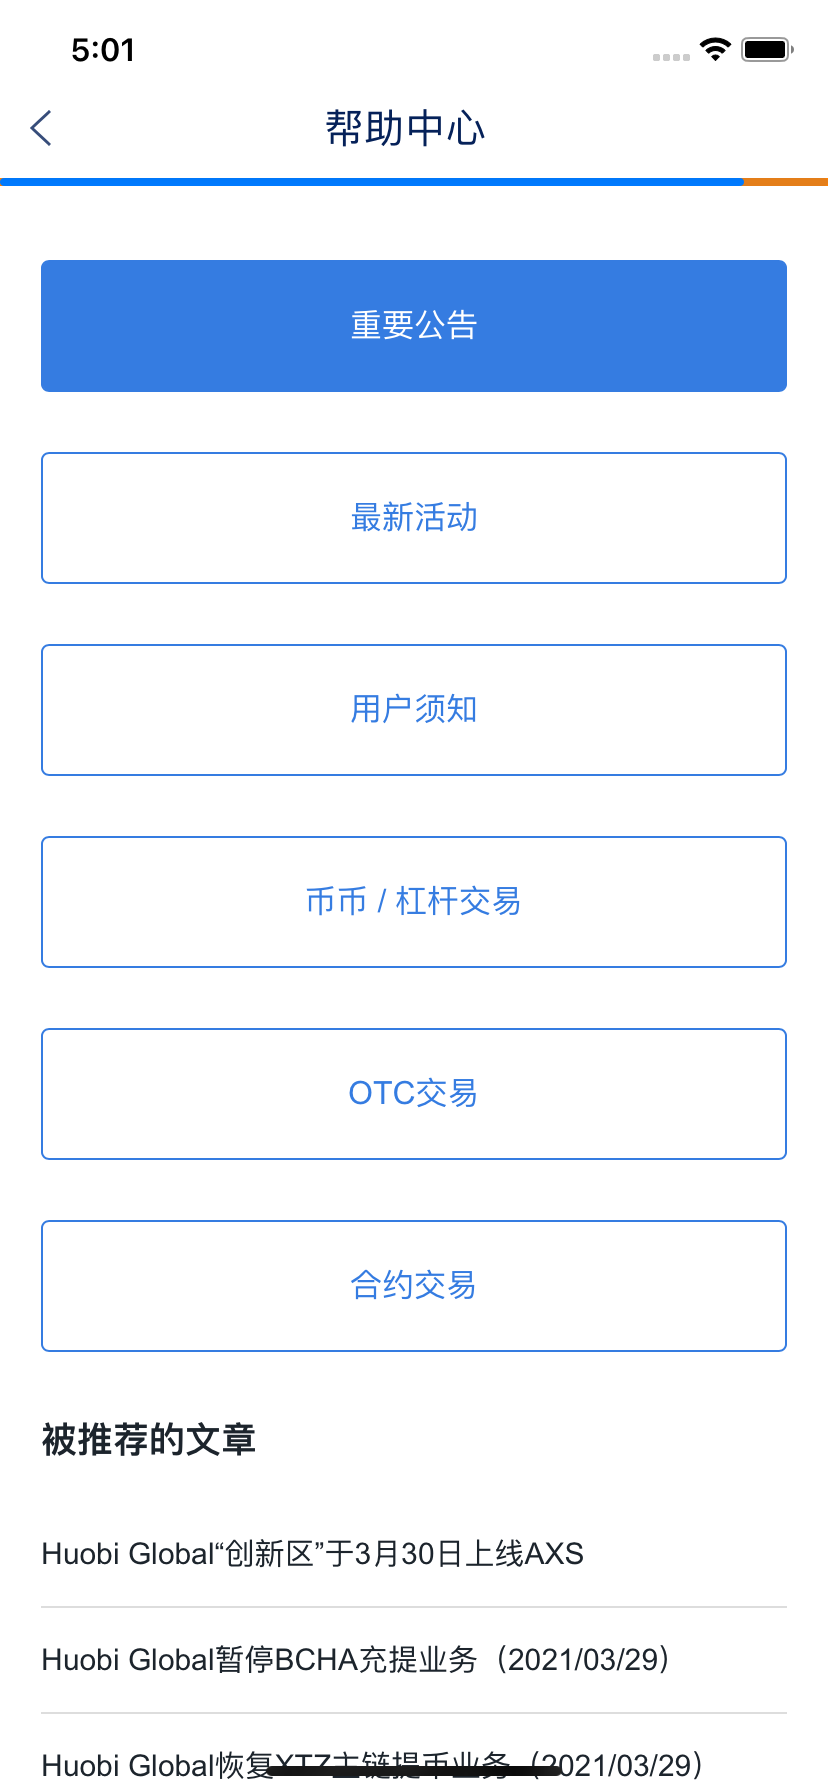 5:01
帮助中心
重要公告
最新活动
用户须知
币币 / 杠杆交易
OTC交易
合约交易
被推荐的文章
Huobi Global“创新区”于3月30日上线AXS
Huobi Global暂停BCHA充提业务（2021/03/29）
Huobi Global恢复XTZ主链提币业务（2021/03/29）